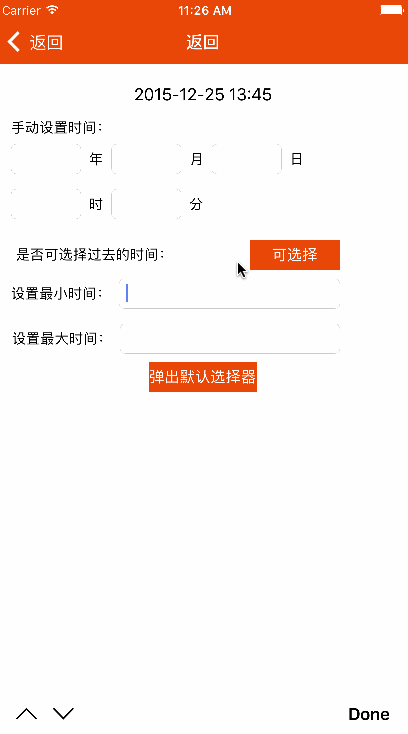 Carrier 11:26 AM
返回 返回
2015-12-25 13:45
手动设置时间：
年 月 日
时 分
是否可选择过去的时间： 可选择
设置最小时间：
设置最大时间：
弹出默认选择器
Done